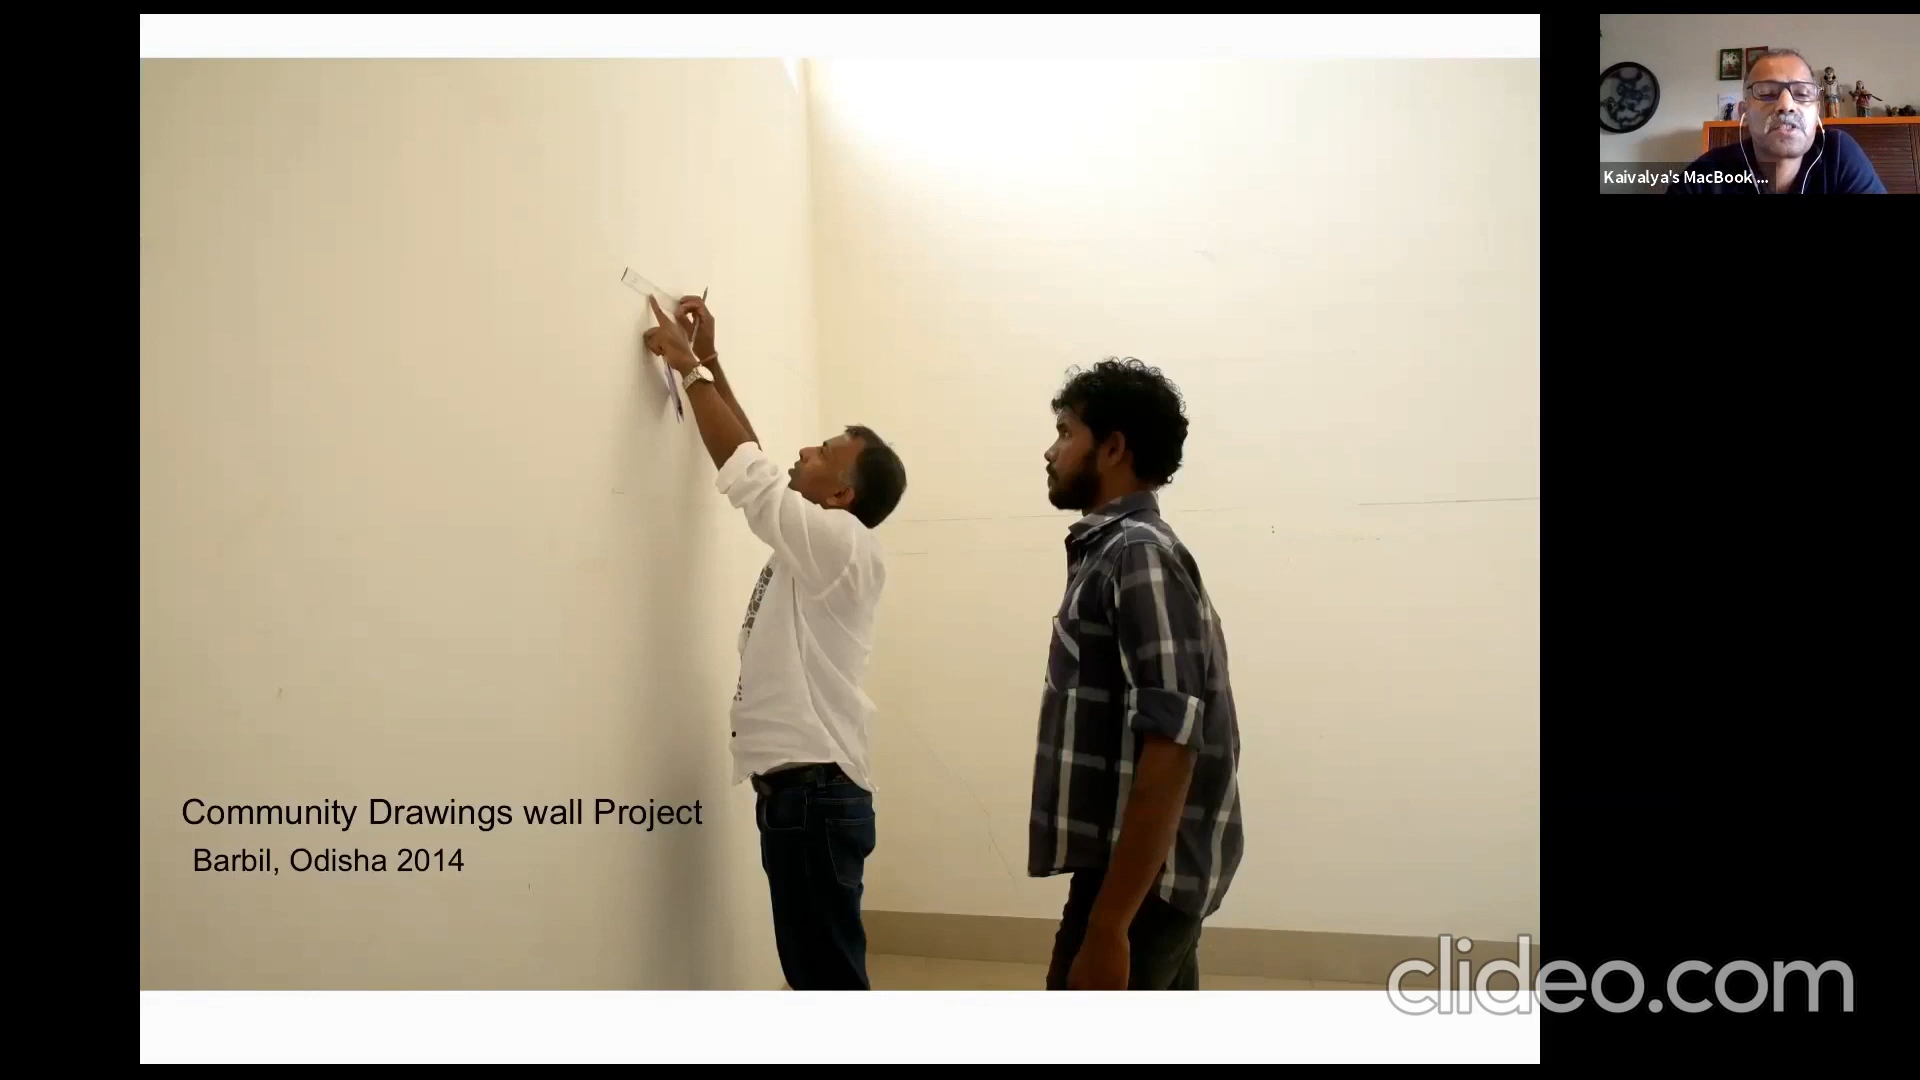 Kaivalya's MacBook ...
Community Drawings wall Project
Barbil, Odisha 2014
clideo.com